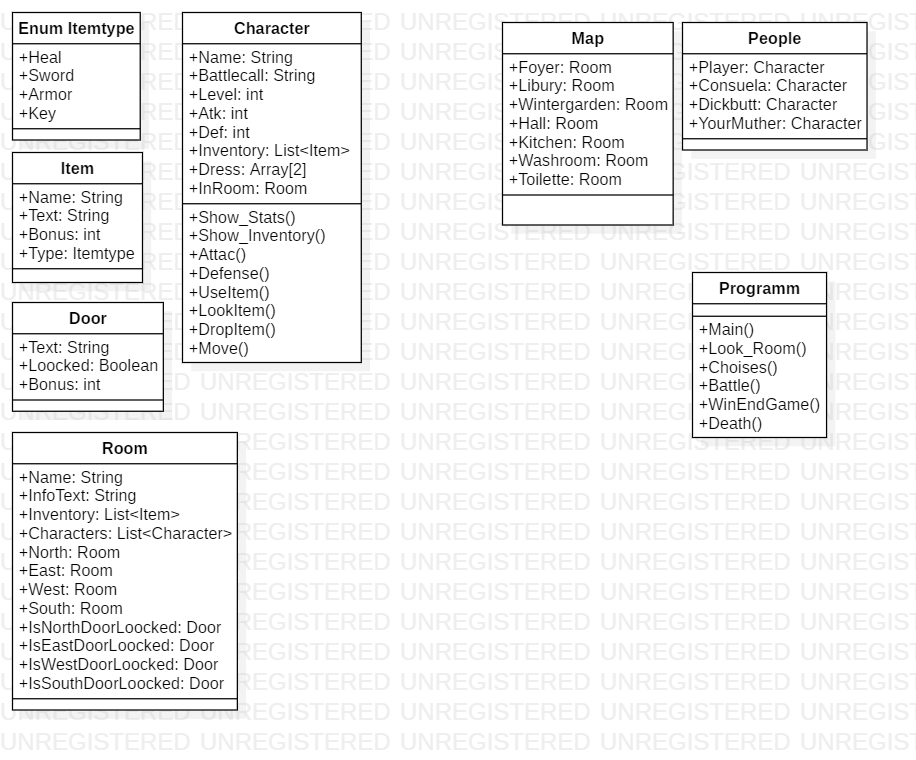 Enum Itemtype
+Heal
+Sword
+Armor
+Key
Item
+Name: String
+Text: String
+Bonus: int
+Type: Itemtype
Door
+Text: String
+Loocked: Boolean
+Bonus: int
Room
+Name: String
+InfoText: String
+Inventory: List<Item>
+Characters: List<Character>
+North: Room
+East: Room
+West: Room
+South: Room
+IsNorthDoorLoocked: Door
+IsEastDoorLoocked: Door
+IsWestDoorLoocked: Door
+IsSouthDoorLoocked: Door
Character
+Name: String
+Battlecall: String
+Level: int
+Atk: int
+Def: int
+Inventory: List<Item>
+Dress: Array[2]
+InRoom: Room
+Show_Stats()
+Show_Inventory()
+Attac()
+Defense()
+UseItem()
+LookItem()
+DropItem()
+Move()
Map
+Foyer: Room
+Libury: Room
+Wintergarden: Room
+Hall: Room
+Kitchen: Room
+Washroom: Room
+Toilette: Room
People
+Player: Character
+Consuela: Character
+Dickbutt: Character
+YourMuther: Character
Programm
+Main()
+Look_Room()
+Choises()
+Battle()
+WinEndGame()
+Death()
UNREGISTERED UNREGISTERED UNREGISTERED UNREGISTERED UNREGISTERED